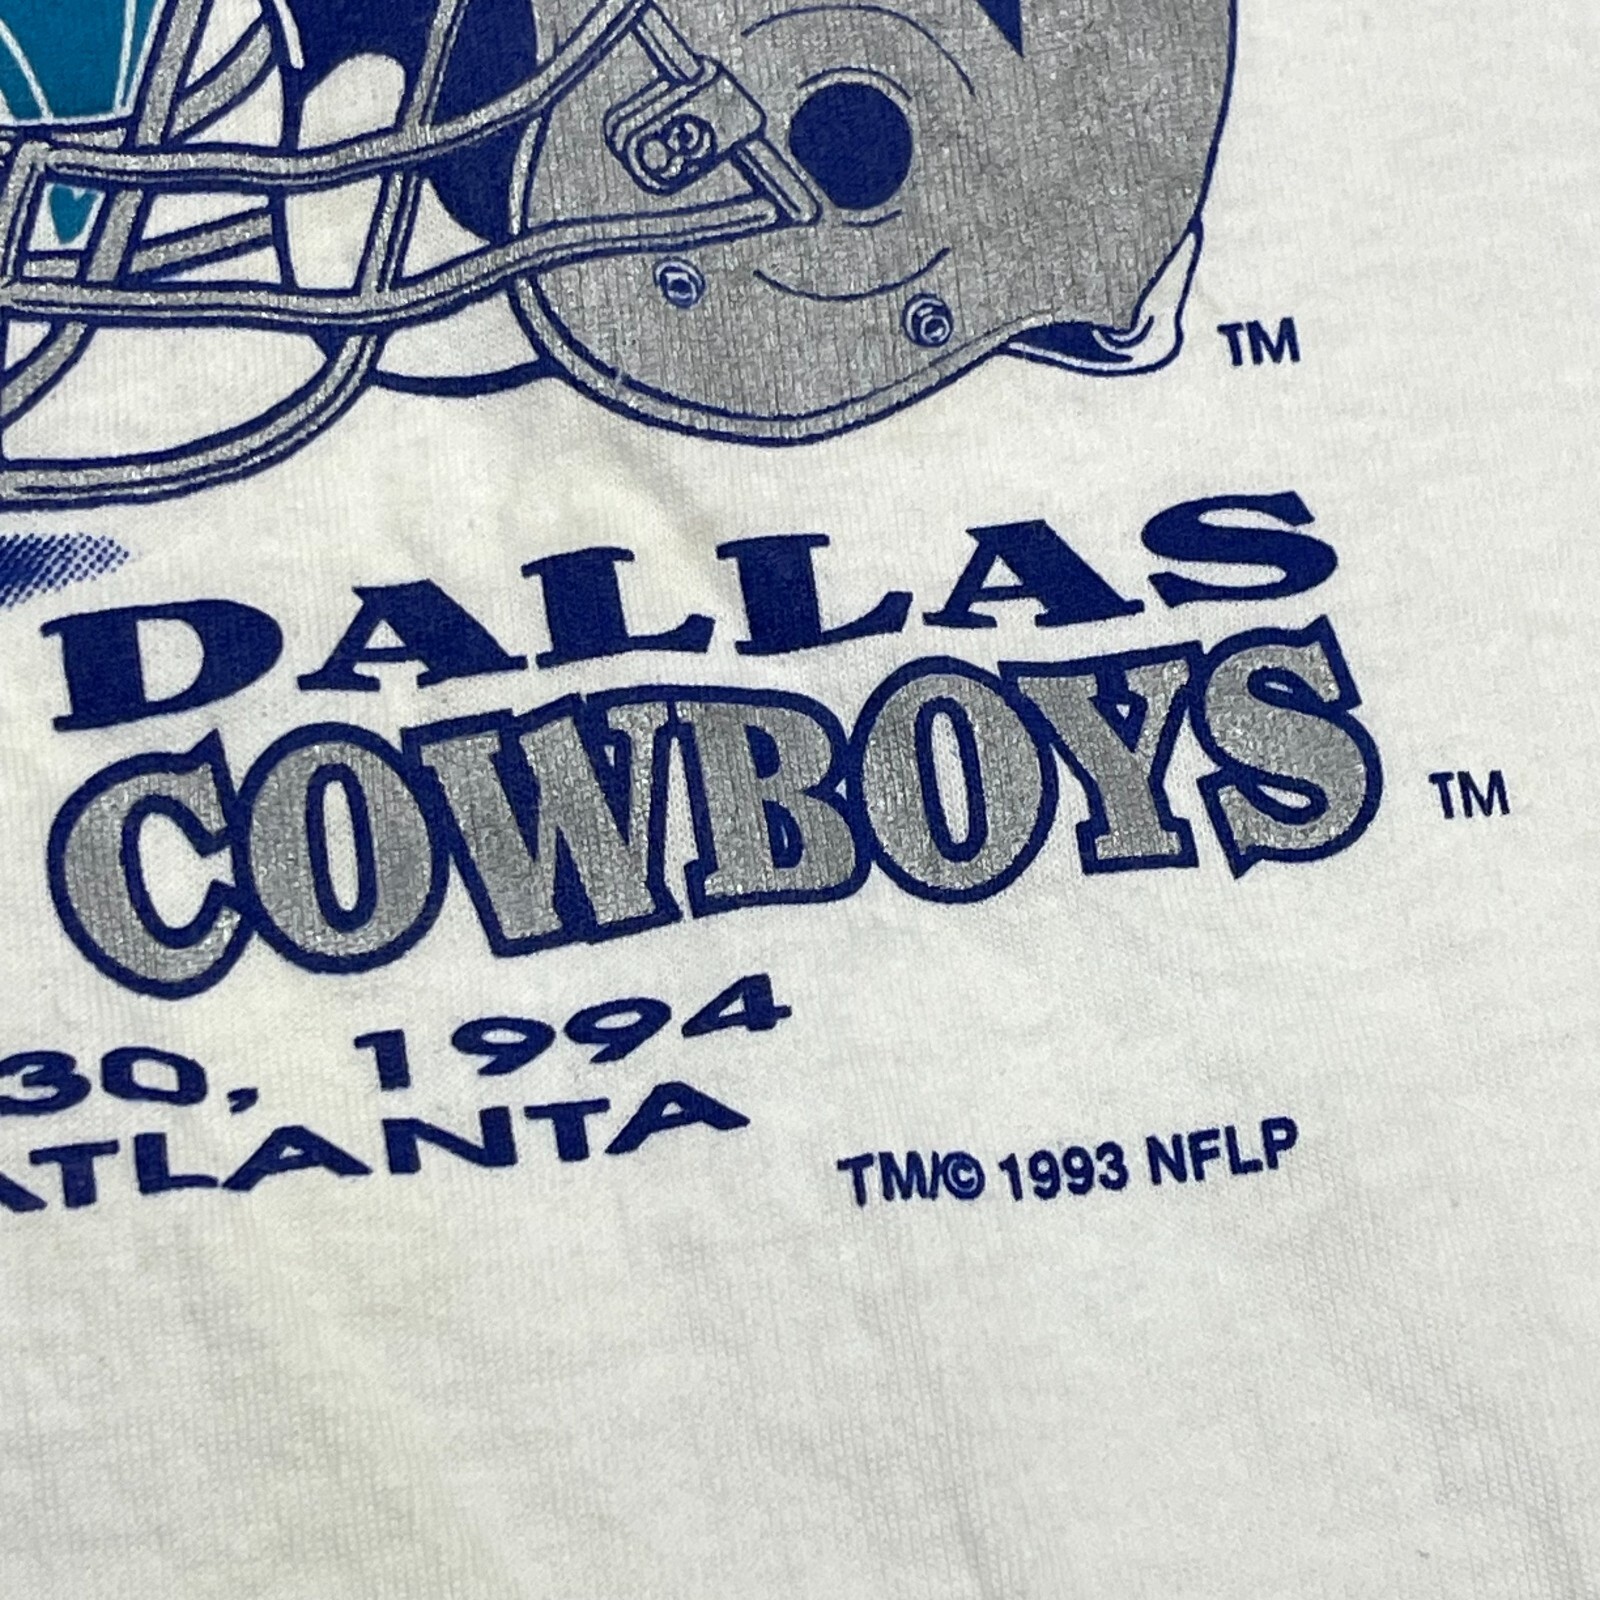 TM
DALLAS
COWBOYS TM
30, 1994
ATLANTA
TM/© 1993 NFLP